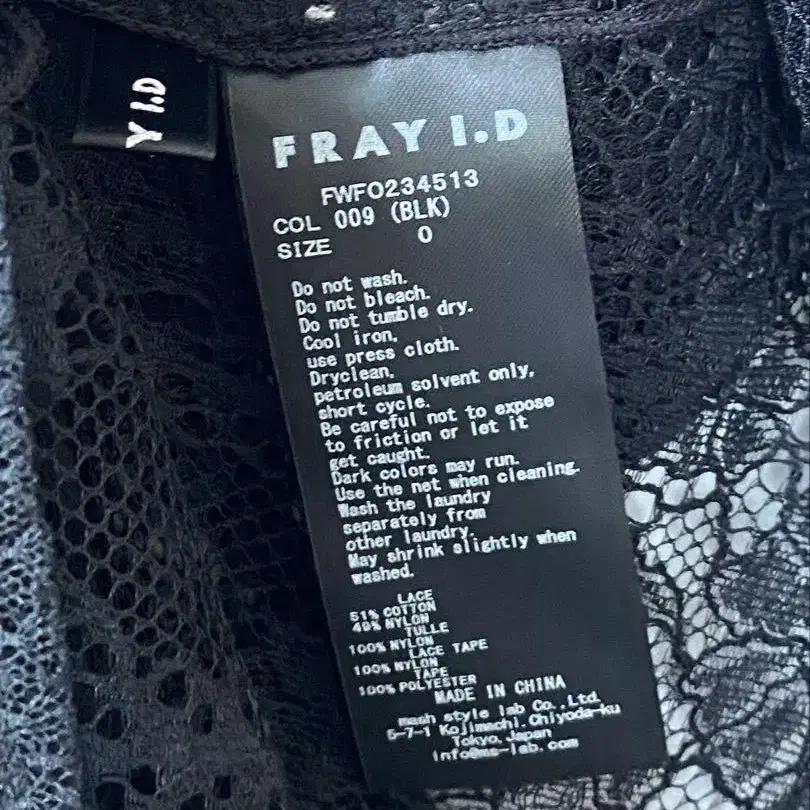 Y I.D
FRAY I.D
FWFO234513
COL 009 (BLK)
SIZE 0
Do not wash.
Do not bleach.
Do not tumble dry.
Cool iron,
use press cloth.
Dryclean,
petroleum solvent only,
short cycle.
Be careful not to expose
to friction or let it
get caught.
Dark colors may run.
Use the net when cleaning.
Wash the laundry
separately from
other laundry.
May shrink slightly when
washed.
LACE
51% COTTON
49% NYLON
TULLE
100% NYLON
LACE TAPE
100% NYLON
TAPE
100% POLYESTER
MADE IN CHINA
mash style lab Co.,Ltd.
5-7-1 Kojimachi,Chiyoda-ku
Tokyo,Japan
info@ms-lab.com